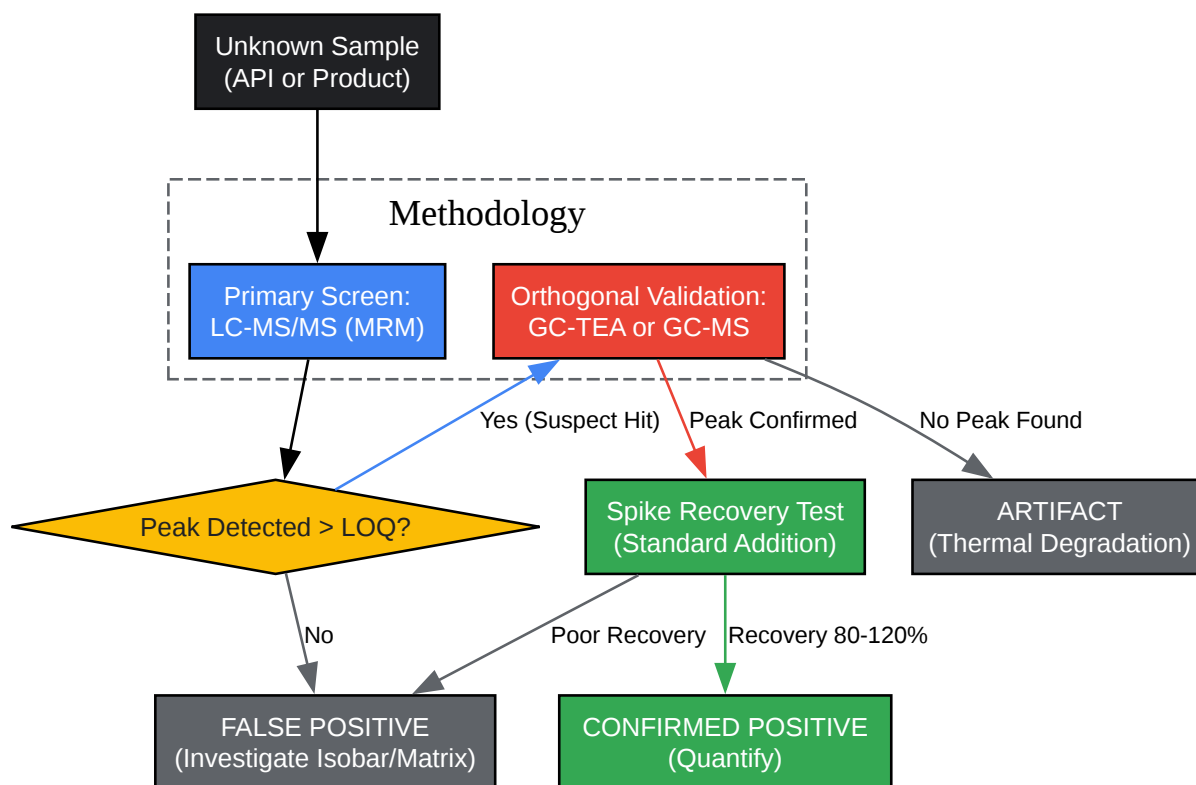 Unknown Sample
(API or Product)
Methodology
Primary Screen:
LC-MS/MS (MRM)
Orthogonal Validation:
GC-TEA or GC-MS
Yes (Suspect Hit)
Peak Confirmed
No Peak Found
Peak Detected > LOQ?
Spike Recovery Test
(Standard Addition)
ARTIFACT
(Thermal Degradation)
No
Poor Recovery
Recovery 80-120%
FALSE POSITIVE
(Investigate Isobar/Matrix)
CONFIRMED POSITIVE
(Quantify)